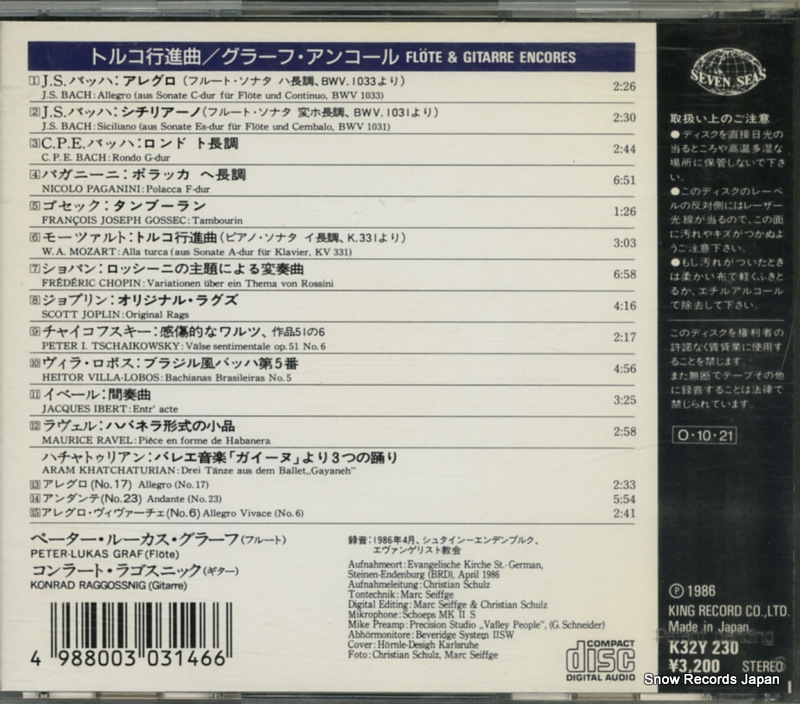 トルコ行進曲／グラーフ・アンコール FLÖTE & GITARRE ENCORES
1 J.S.バッハ：アレグロ（フルート・ソナタ ハ長調、BWV.1033より） 2:26
J.S. BACH: Allegro (aus Sonate C-dur für Flöte und Continuo, BWV 1033)
2 J.S.バッハ：シチリアーノ（フルート・ソナタ 変ホ長調、BWV.1031より） 2:30
J.S. BACH: Siciliano (aus Sonate Es-dur für Flöte und Cembalo, BWV 1031)
3 C.P.E.バッハ：ロンド ト長調 2:44
C.P.E. BACH: Rondo G-dur
4 パガニーニ：ポラッカ ヘ長調 6:51
NICOLO PAGANINI: Polacca F-dur
5 ゴセック：タンブーラン 1:26
FRANÇOIS JOSEPH GOSSEC: Tambourin
6 モーツァルト：トルコ行進曲（ピアノ・ソナタ イ長調、K.331より） 3:03
W.A. MOZART: Alla turca (aus Sonate A-dur für Klavier, KV 331)
7 ショパン：ロッシーニの主題による変奏曲 6:58
FRÉDÉRIC CHOPIN: Variationen über ein Thema von Rossini
8 ジョプリン：オリジナル・ラグズ 4:16
SCOTT JOPLIN: Original Rags
9 チャイコフスキー：感傷的なワルツ、作品51の6 2:17
PETER I. TSCHAIKOWSKY: Valse sentimentale op.51 No.6
10 ヴィラ・ロボス：ブラジル風バッハ第5番 4:56
HEITOR VILLA-LOBOS: Bachianas Brasileiras No.5
11 イベール：間奏曲 3:25
JACQUES IBERT: Entr' acte
12 ラヴェル：ハバネラ形式の小品 2:58
MAURICE RAVEL: Pièce en forme de Habanera
ハチャトゥリアン：バレエ音楽「ガイーヌ」より3つの踊り
ARAM KHATCHATURIAN: Drei Tänze aus dem Ballet „Gayaneh"
13 アレグロ(No.17) Allegro (No.17) 2:33
14 アンダンテ(No.23) Andante (No.23) 5:54
15 アレグロ・ヴィヴァーチェ(No.6) Allegro Vivace (No.6) 2:41
ペーター・ルーカス・グラーフ(フルート)
PETER-LUKAS GRAF (Flöte)
コンラート・ラゴスニック(ギター)
KONRAD RAGOSSNIG (Gitarre)
録音：1986年4月、シュタイン−エンデンブルク、
エヴァンゲリスト教会
Aufnahmeort: Evangelische Kirche St.-German,
Steinen-Endenburg (BRD), April 1986
Aufnahmeleitung: Christian Schulz
Tontechnik: Marc Seiffge
Digital Editing: Marc Seiffge & Christian Schulz
Mikrophone: Schoeps MK II S
Mike Preamp: Precision Studio „Valley People", (G. Schneider)
Abhörmonitore: Beveridge System IISW
Cover: Hörnle-Desigh Karlsruhe
Foto: Christian Schulz, Marc Seiffge
4 988003 031466
COMPACT
disc
DIGITAL AUDIO
SEVEN SEAS
取扱い上のご注意
●ディスクを直接日光の
当るところや高温多湿な
場所に保管しないで下さ
い。
●このディスクのレーベ
ルの反対側にはレーザー
光線が当るので、この面
に汚れやキズがつかぬよ
うご注意下さい。
●もし汚れがついたとき
は柔かい布で軽くふきと
るか、エチルアルコール
で除去して下さい。
このディスクを権利者の
許諾なく賃貸業に使用す
ることを禁じます。
また無断でテープその他
に録音することは法律で
禁じられています。
O・10・21
Ⓟ 1986
KING RECORD CO., LTD.
Made in Japan
K32Y 230
¥3,200 STEREO
Snow Records Japan